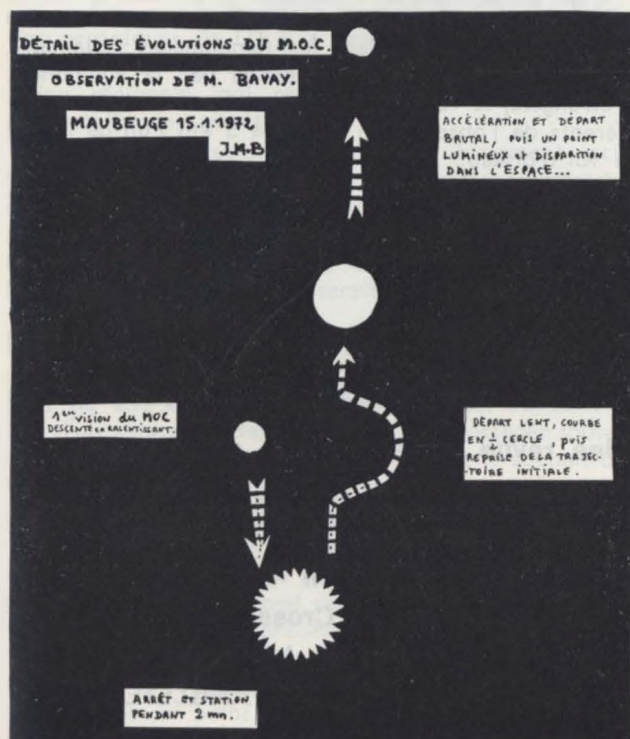 DÉTAIL DES ÉVOLUTIONS DU M.O.C.
OBSERVATION DE M. BAVAY.
MAUBEUGE 15.1.1972
J.M.B
ACCÈLÈRATION ET DÉPART
BRUTAL, PUIS UN POINT
LUMINEUX et DISPARITION
DANS L'ESPACE...
1ère vision du MOC
DESCENTE en RALENTISSANT.
DÈPART LENT, COURBE
EN 1/2 CERCLE, puis
REPRISE DE LA TRAJEC-
-TOIRE INITIALE.
ARRÊT ET STATION
PENDANT 2 mn.